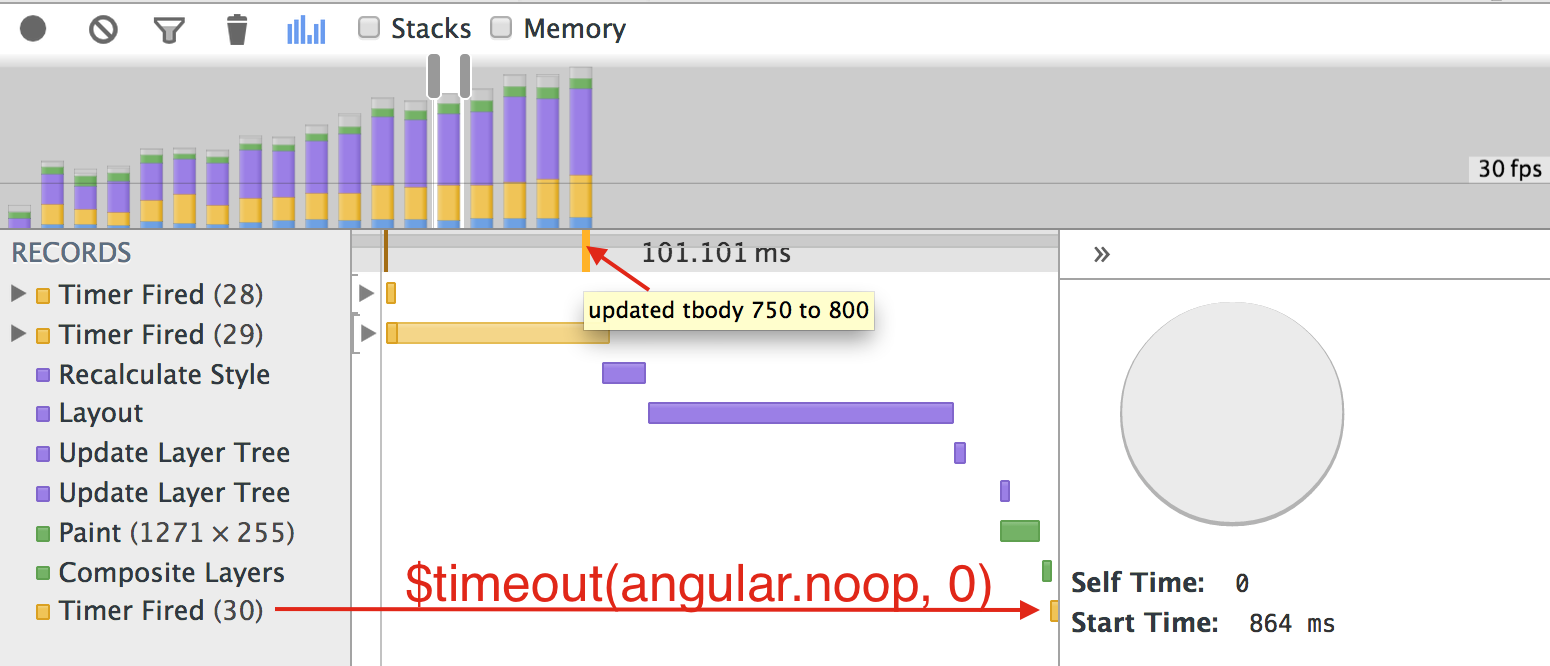 Stacks Memory
30 fps
RECORDS
101.101 ms
»
Timer Fired (28)
updated tbody 750 to 800
Timer Fired (29)
Recalculate Style
Layout
Update Layer Tree
Update Layer Tree
Paint (1271 × 255)
Composite Layers
$timeout(angular.noop, 0)
Self Time: 0
Timer Fired (30)
Start Time: 864 ms